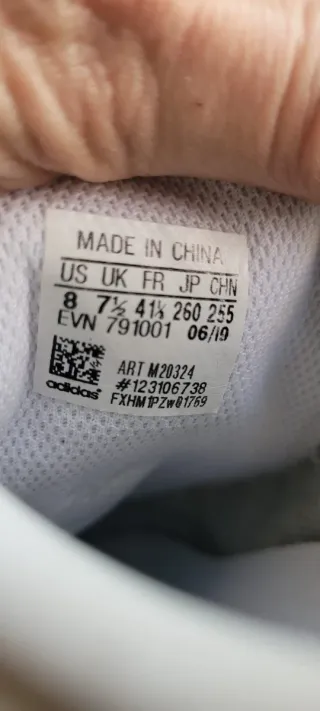 MADE IN CHINA
US UK FR JP CHN
8 7½ 41⅓ 260 255
EVN 791001 06/19
ART M20324
#123106738
adidas
FXHM1PZw01769